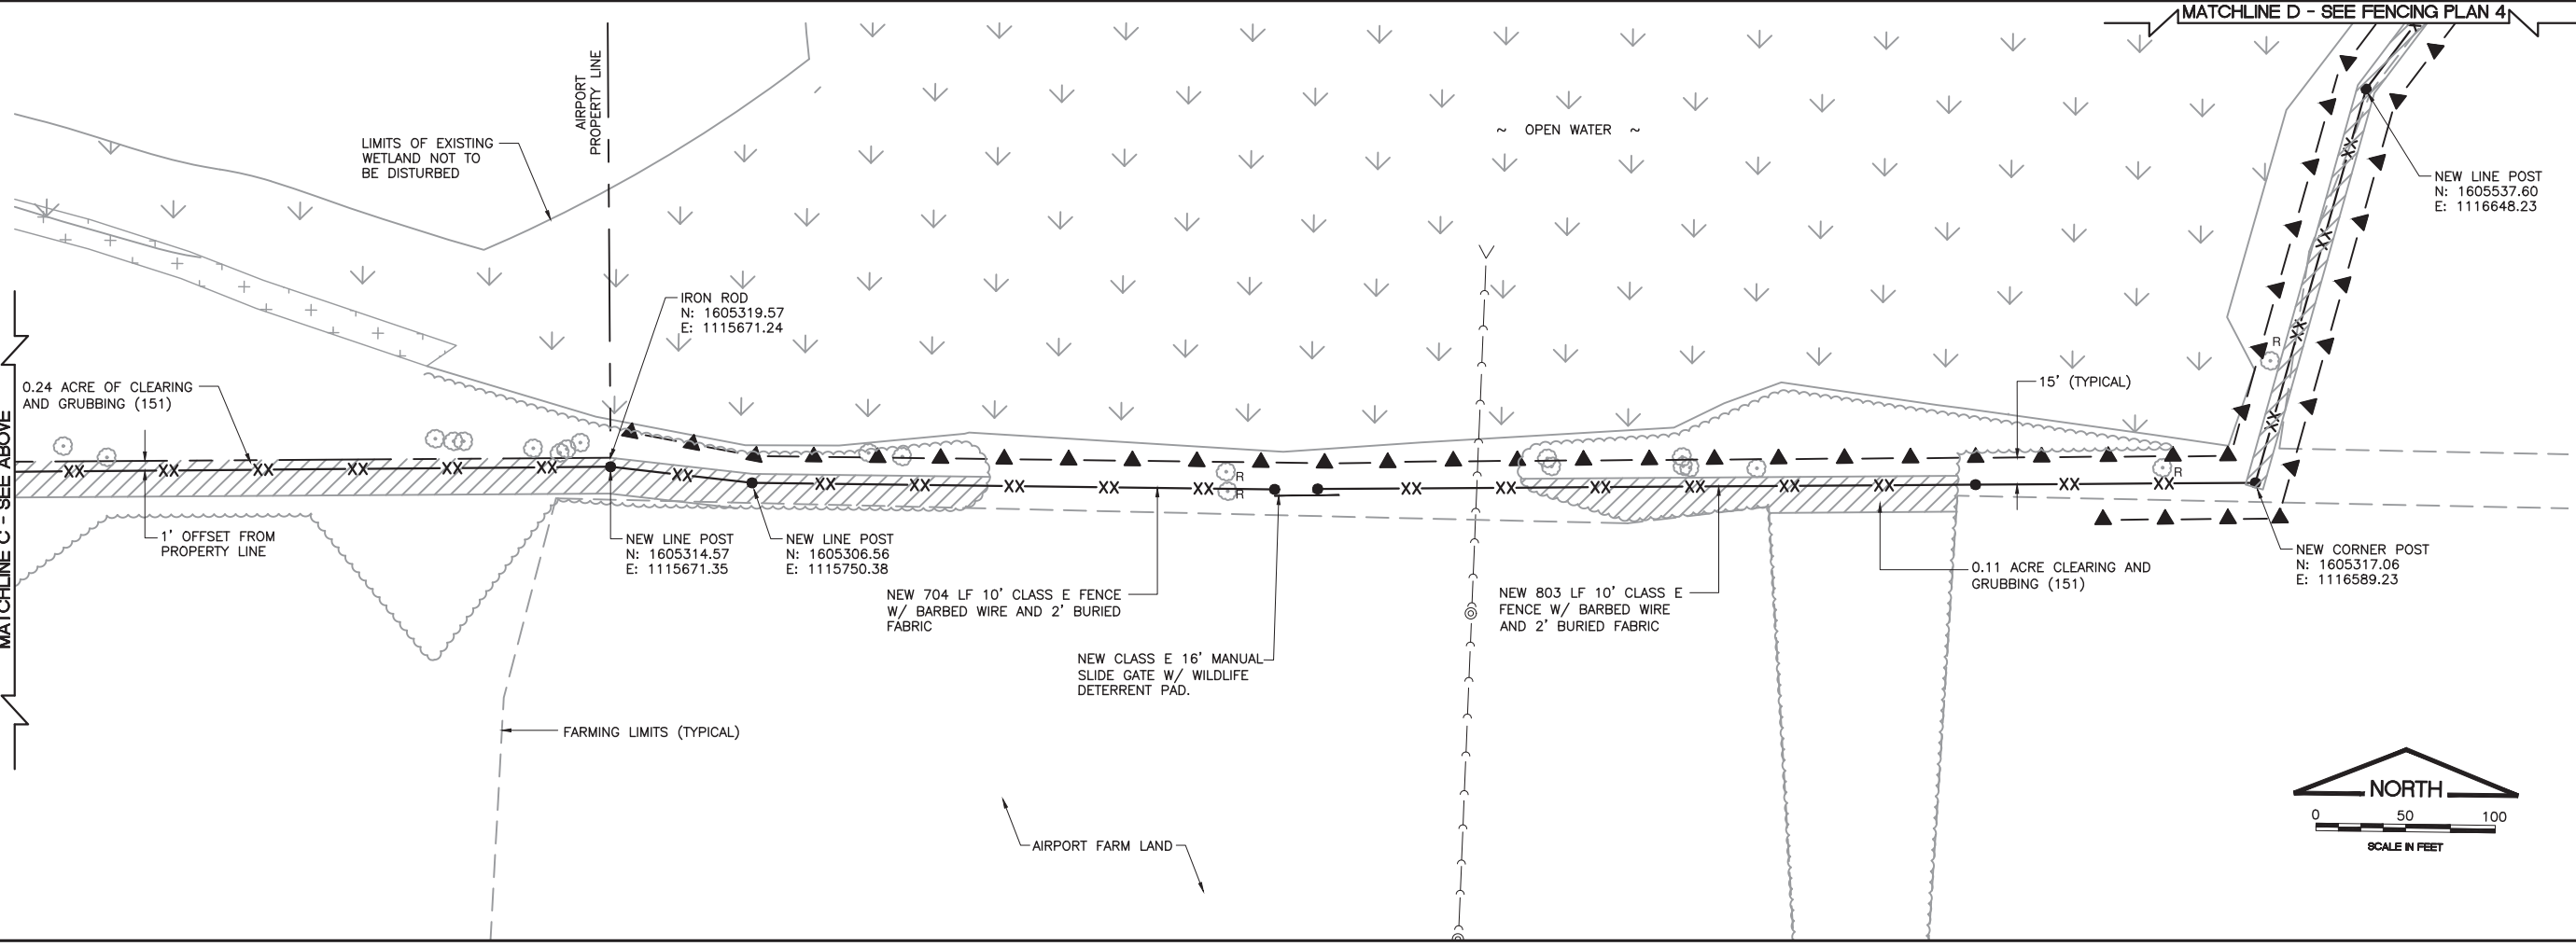 MATCHLINE D - SEE FENCING PLAN 4
AIRPORT
PROPERTY LINE
LIMITS OF EXISTING
WETLAND NOT TO
BE DISTURBED
~ OPEN WATER ~
NEW LINE POST
N: 1605537.60
E: 1116648.23
IRON ROD
N: 1605319.57
E: 1115671.24
0.24 ACRE OF CLEARING
AND GRUBBING (151)
15' (TYPICAL)
R
R
R
R
MATCHLINE C - SEE ABOVE
1' OFFSET FROM
PROPERTY LINE
NEW LINE POST
N: 1605314.57
E: 1115671.35
NEW LINE POST
N: 1605306.56
E: 1115750.38
NEW 704 LF 10' CLASS E FENCE
W/ BARBED WIRE AND 2' BURIED
FABRIC
NEW CLASS E 16' MANUAL
SLIDE GATE W/ WILDLIFE
DETERRENT PAD.
NEW 803 LF 10' CLASS E
FENCE W/ BARBED WIRE
AND 2' BURIED FABRIC
0.11 ACRE CLEARING AND
GRUBBING (151)
NEW CORNER POST
N: 1605317.06
E: 1116589.23
FARMING LIMITS (TYPICAL)
AIRPORT FARM LAND
NORTH
0 50 100
SCALE IN FEET